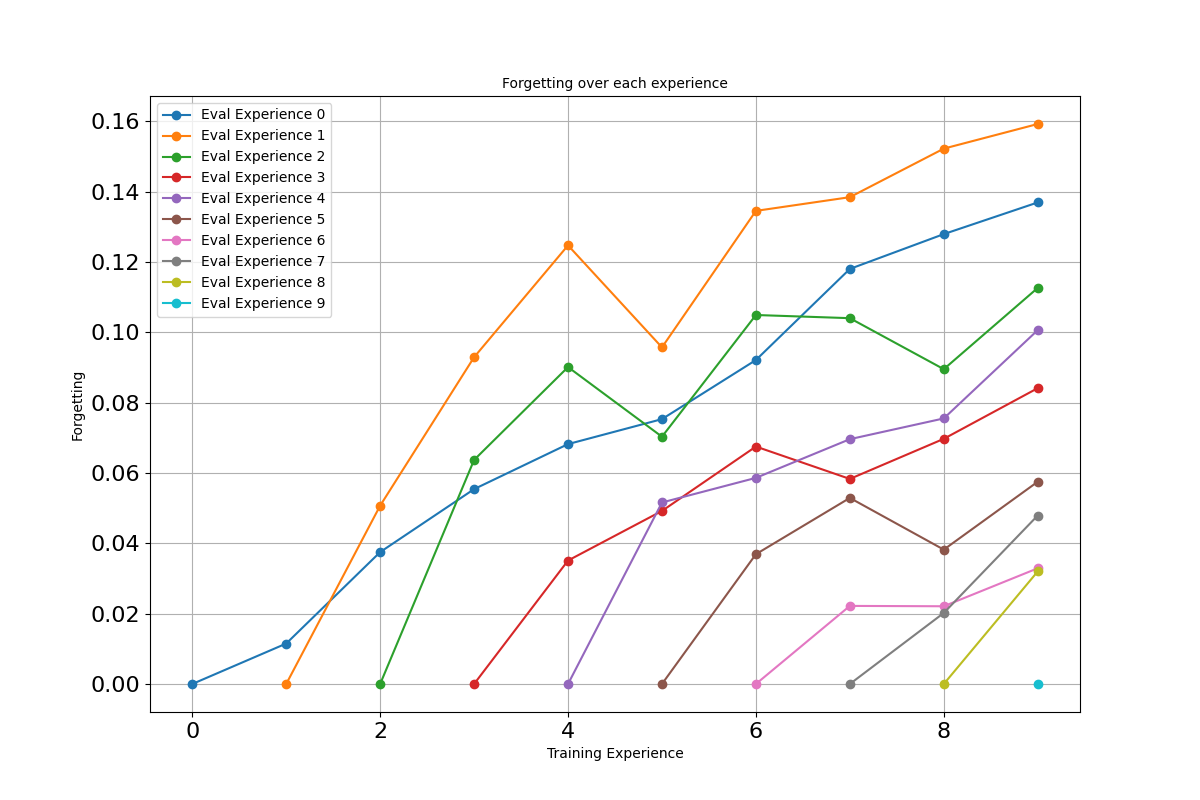 Forgetting over each experience
Eval Experience 0
Eval Experience 1
Eval Experience 2
Eval Experience 3
Eval Experience 4
Eval Experience 5
Eval Experience 6
Eval Experience 7
Eval Experience 8
Eval Experience 9
0.16
0.14
0.12
0.10
0.08
0.06
0.04
0.02
0.00
Forgetting
0 2 4 6 8
Training Experience